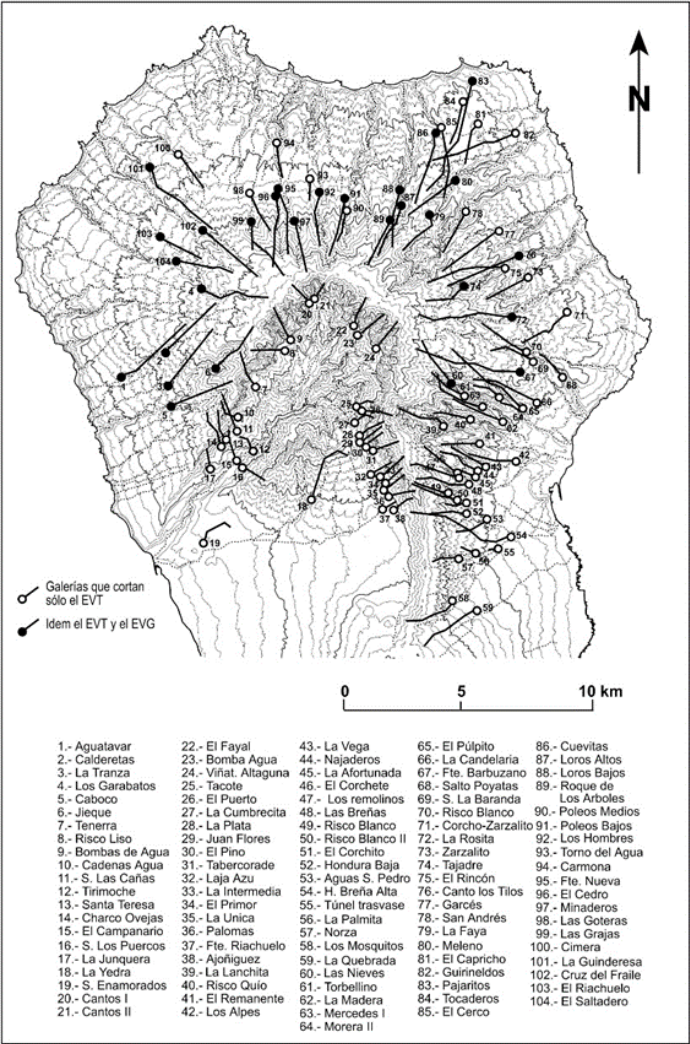 N
Galerías que cortan
sólo el EVT
Idem el EVT y el EVG
0 5 10 km
1.- Aguatavar
2.- Calderetas
3.- La Tranza
4.- Los Garabatos
5.- Caboco
6.- Jieque
7.- Tenerra
8.- Risco Liso
9.- Bombas de Agua
10.- Cadenas Agua
11.- S. Las Cañas
12.- Tirimoche
13.- Santa Teresa
14.- Charco Ovejas
15.- El Campanario
16.- S. Los Puercos
17.- La Junquera
18.- La Yedra
19.- S. Enamorados
20.- Cantos I
21.- Cantos II
22.- El Fayal
23.- Bomba Agua
24.- Viñat. Altaguna
25.- Tacote
26.- El Puerto
27.- La Cumbrecita
28.- La Plata
29.- Juan Flores
30.- El Pino
31.- Tabercorade
32.- Laja Azu
33.- La Intermedia
34.- El Primor
35.- La Unica
36.- Palomas
37.- Fte. Riachuelo
38.- Ajoñiguez
39.- La Lanchita
40.- Risco Quío
41.- El Remanente
42.- Los Alpes
43.- La Vega
44.- Najaderos
45.- La Afortunada
46.- El Corchete
47.- Los remolinos
48.- Las Breñas
49.- Risco Blanco
50.- Risco Blanco II
51.- El Corchito
52.- Hondura Baja
53.- Aguas S. Pedro
54.- H. Breña Alta
55.- Túnel trasvase
56.- La Palmita
57.- Norza
58.- Los Mosquitos
59.- La Quebrada
60.- Las Nieves
61.- Torbellino
62.- La Madera
63.- Mercedes I
64.- Morera II
65.- El Púlpito
66.- La Candelaria
67.- Fte. Barbuzano
68.- Salto Poyatas
69.- S. La Baranda
70.- Risco Blanco
71.- Corcho-Zarzalito
72.- La Rosita
73.- Zarzalito
74.- Tajadre
75.- El Rincón
76.- Canto los Tilos
77.- Garcés
78.- San Andrés
79.- La Faya
80.- Meleno
81.- El Capricho
82.- Guirineldos
83.- Pajaritos
84.- Tocaderos
85.- El Cerco
86.- Cuevitas
87.- Loros Altos
88.- Loros Bajos
89.- Roque de
Los Arboles
90.- Poleos Medios
91.- Poleos Bajos
92.- Los Hombres
93.- Torno del Agua
94.- Carmona
95.- Fte. Nueva
96.- El Cedro
97.- Minaderos
98.- Las Goteras
99.- Las Grajas
100.- Cimera
101.- La Guinderesa
102.- Cruz del Fraile
103.- El Riachuelo
104.- El Saltadero